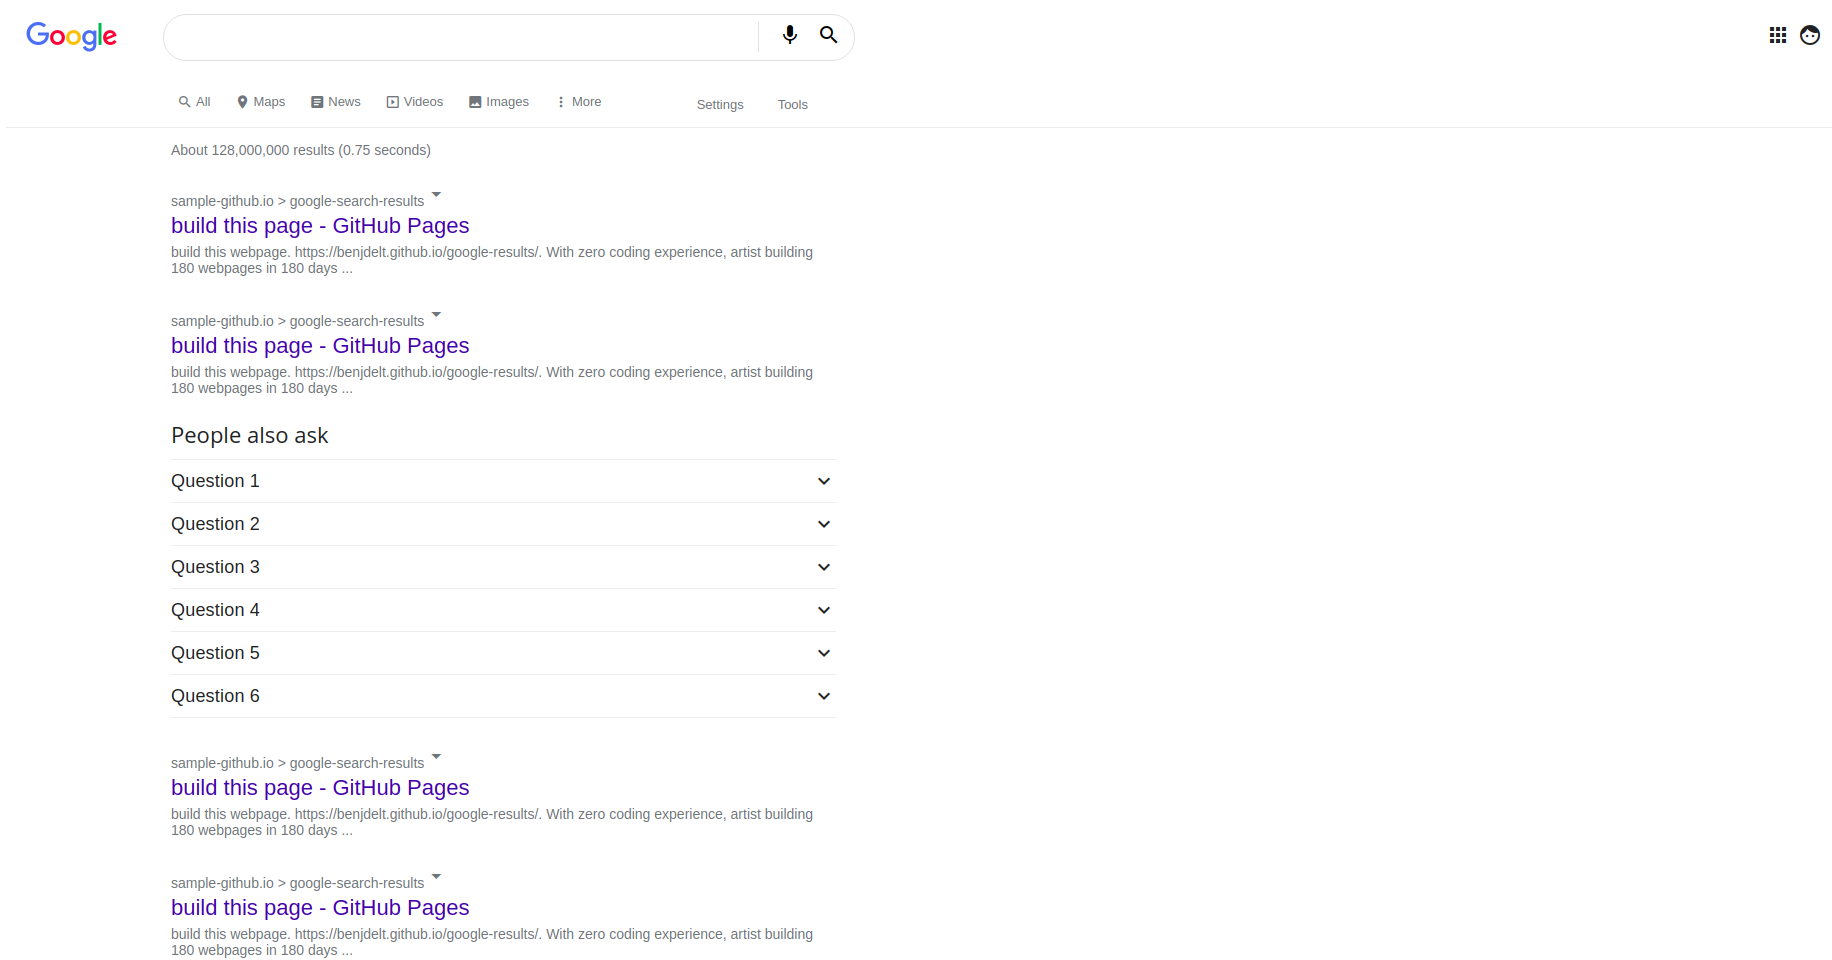 Google
All Maps News Videos Images More Settings Tools
About 128,000,000 results (0.75 seconds)
sample-github.io > google-search-results
build this page - GitHub Pages
build this webpage. https://benjdelt.github.io/google-results/. With zero coding experience, artist building
180 webpages in 180 days ...
sample-github.io > google-search-results
build this page - GitHub Pages
build this webpage. https://benjdelt.github.io/google-results/. With zero coding experience, artist building
180 webpages in 180 days ...
People also ask
Question 1
Question 2
Question 3
Question 4
Question 5
Question 6
sample-github.io > google-search-results
build this page - GitHub Pages
build this webpage. https://benjdelt.github.io/google-results/. With zero coding experience, artist building
180 webpages in 180 days ...
sample-github.io > google-search-results
build this page - GitHub Pages
build this webpage. https://benjdelt.github.io/google-results/. With zero coding experience, artist building
180 webpages in 180 days ...